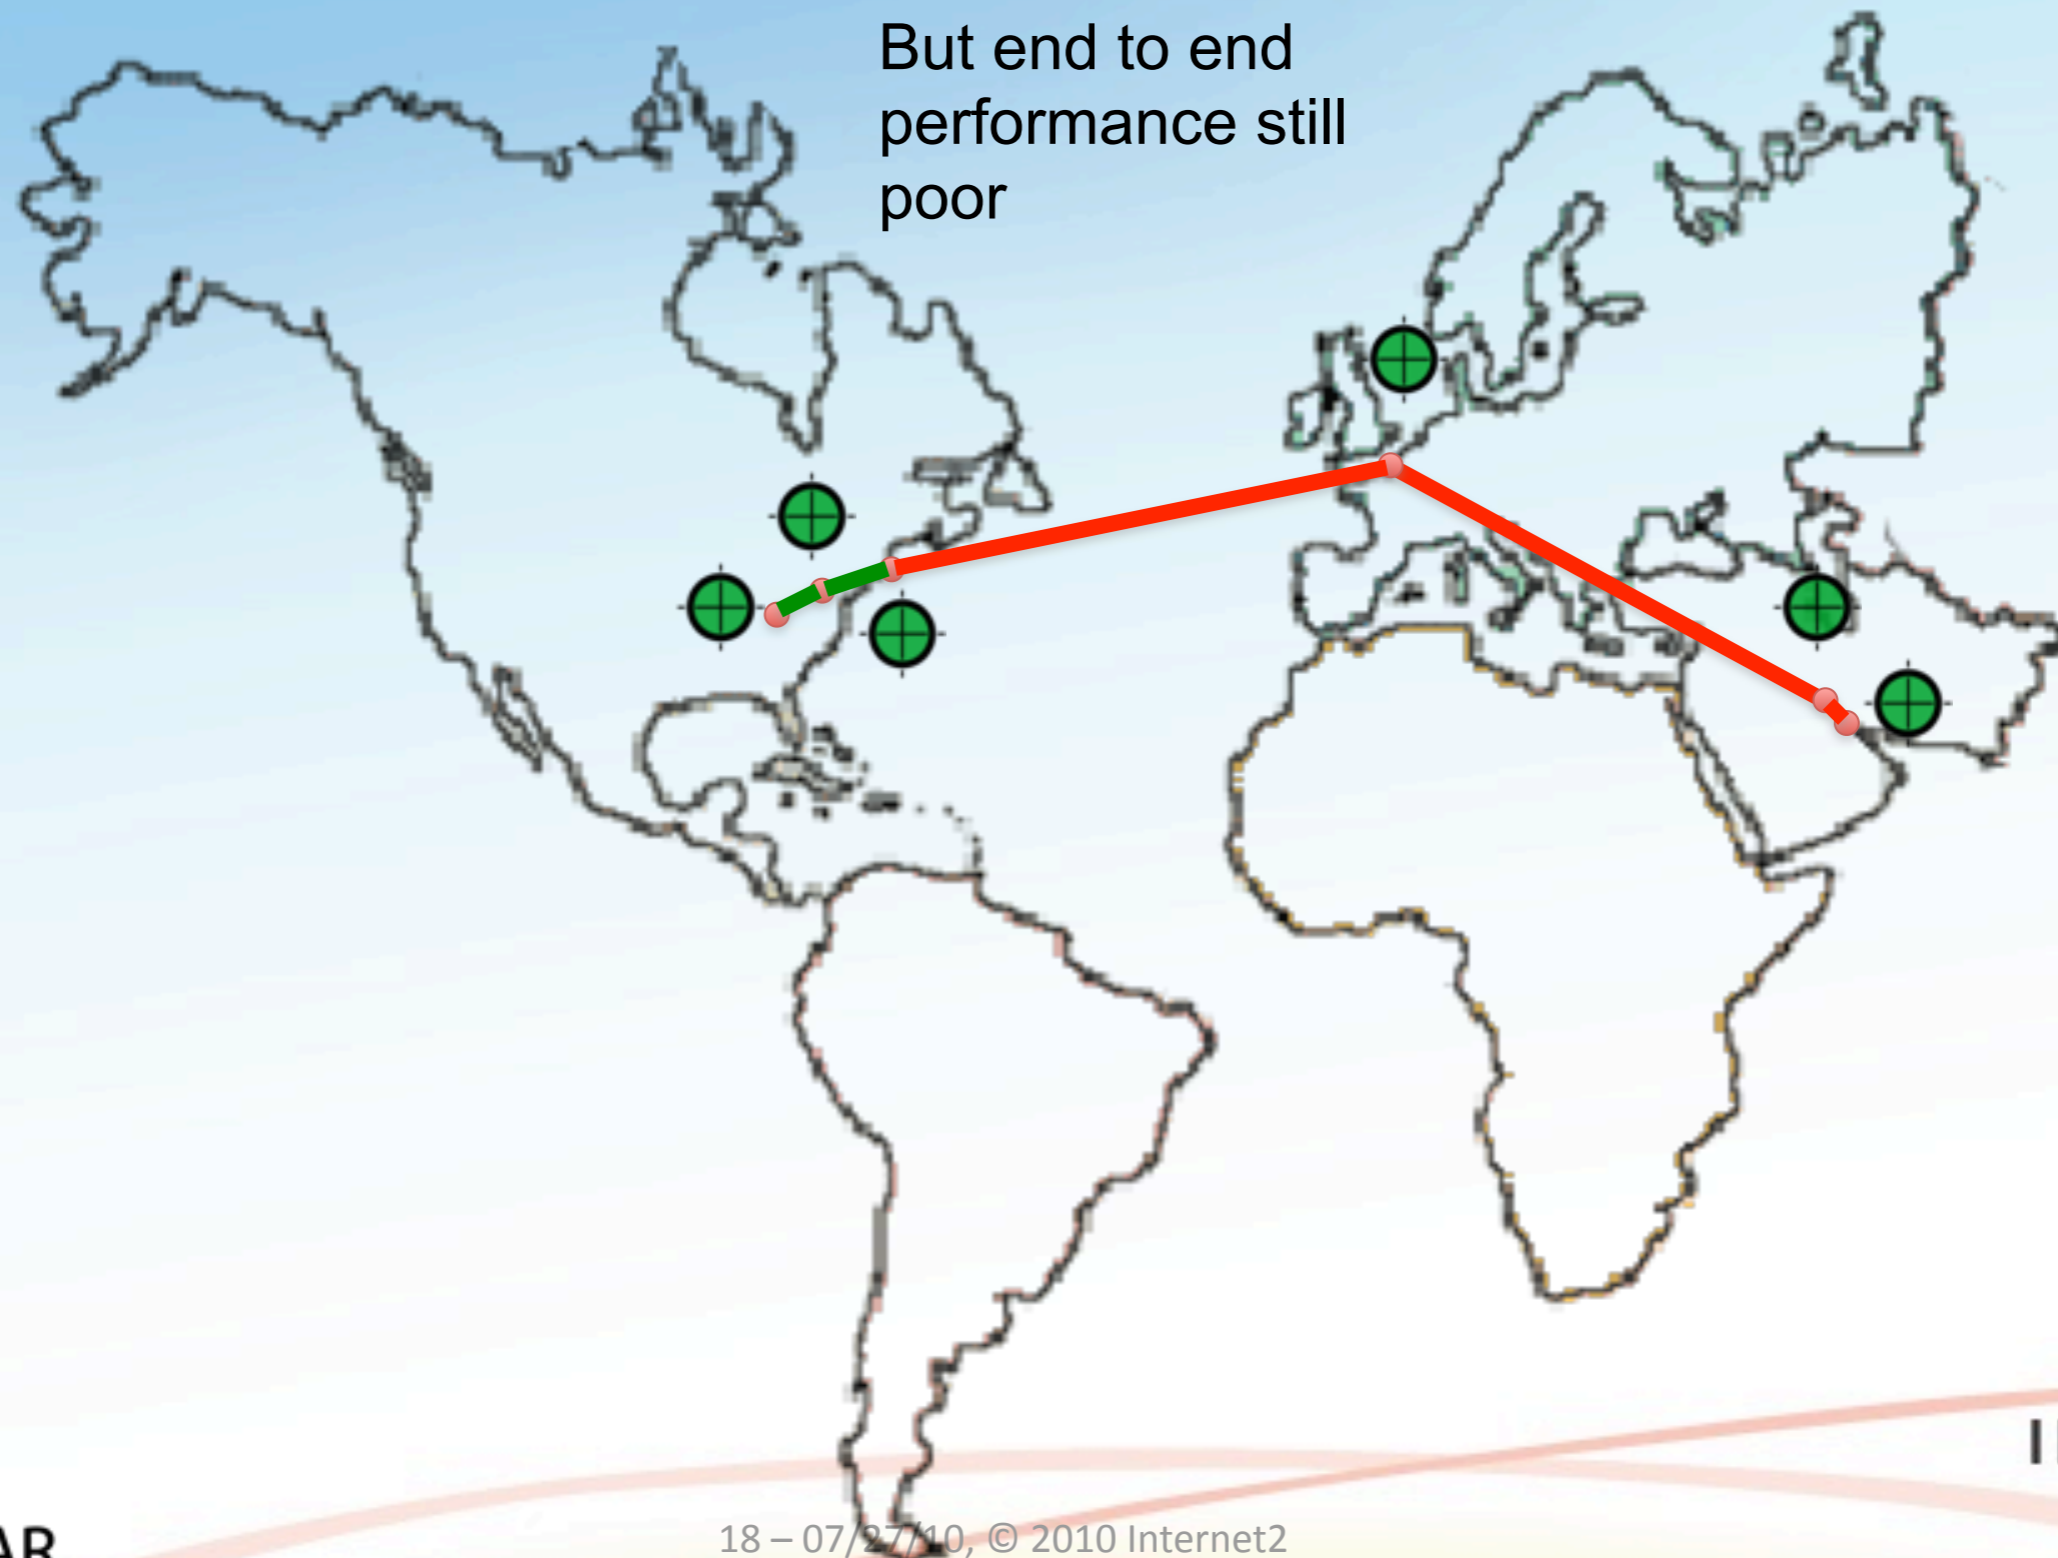 But end to end
performance still
poor
18 – 07/27/10, © 2010 Internet2